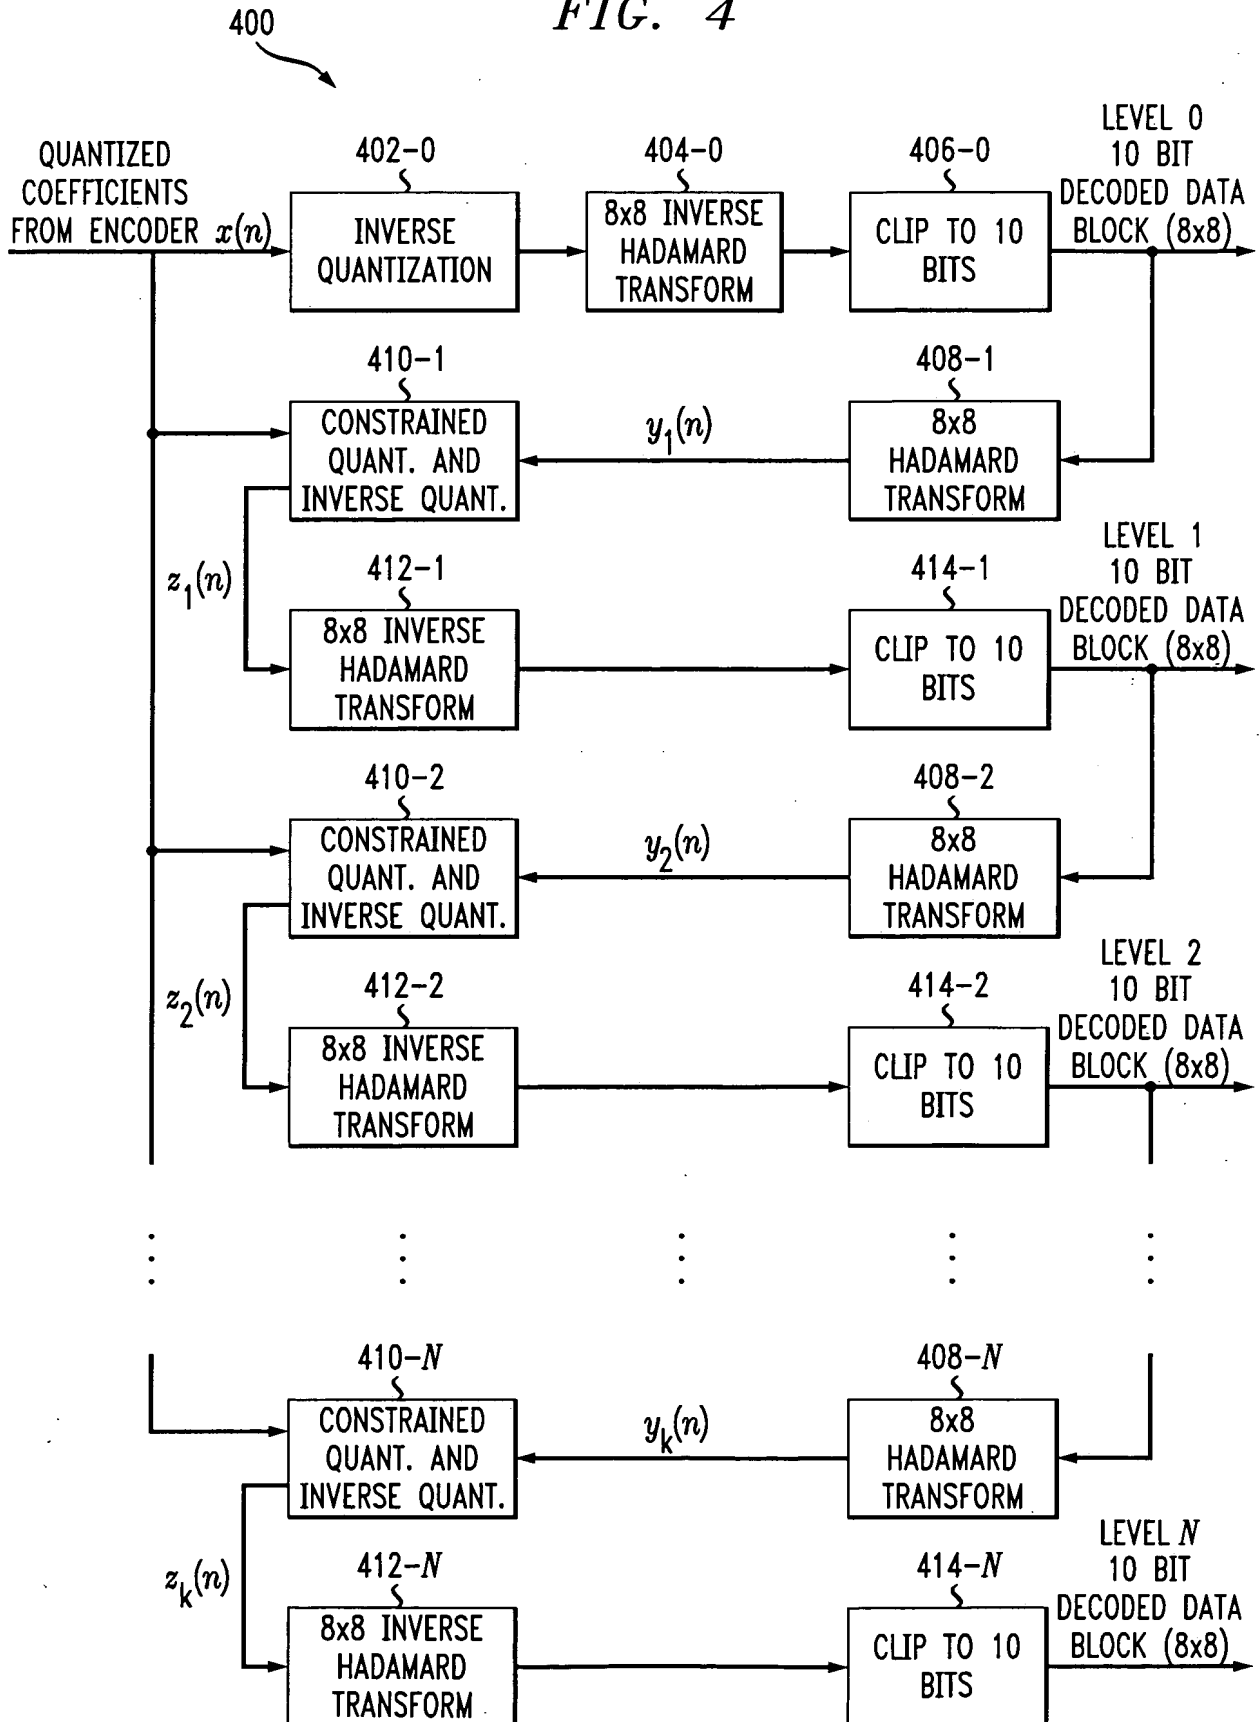 FIG. 4
400
QUANTIZED
COEFFICIENTS
FROM ENCODER x(n)
402-0
INVERSE
QUANTIZATION
404-0
8x8 INVERSE
HADAMARD
TRANSFORM
406-0
CLIP TO 10
BITS
LEVEL 0
10 BIT
DECODED DATA
BLOCK (8x8)
410-1
CONSTRAINED
QUANT. AND
INVERSE QUANT.
y1(n)
408-1
8x8
HADAMARD
TRANSFORM
z1(n)
412-1
8x8 INVERSE
HADAMARD
TRANSFORM
414-1
CLIP TO 10
BITS
LEVEL 1
10 BIT
DECODED DATA
BLOCK (8x8)
410-2
CONSTRAINED
QUANT. AND
INVERSE QUANT.
y2(n)
408-2
8x8
HADAMARD
TRANSFORM
z2(n)
412-2
8x8 INVERSE
HADAMARD
TRANSFORM
414-2
CLIP TO 10
BITS
LEVEL 2
10 BIT
DECODED DATA
BLOCK (8x8)
410-N
CONSTRAINED
QUANT. AND
INVERSE QUANT.
yk(n)
408-N
8x8
HADAMARD
TRANSFORM
zk(n)
412-N
8x8 INVERSE
HADAMARD
TRANSFORM
414-N
CLIP TO 10
BITS
LEVEL N
10 BIT
DECODED DATA
BLOCK (8x8)